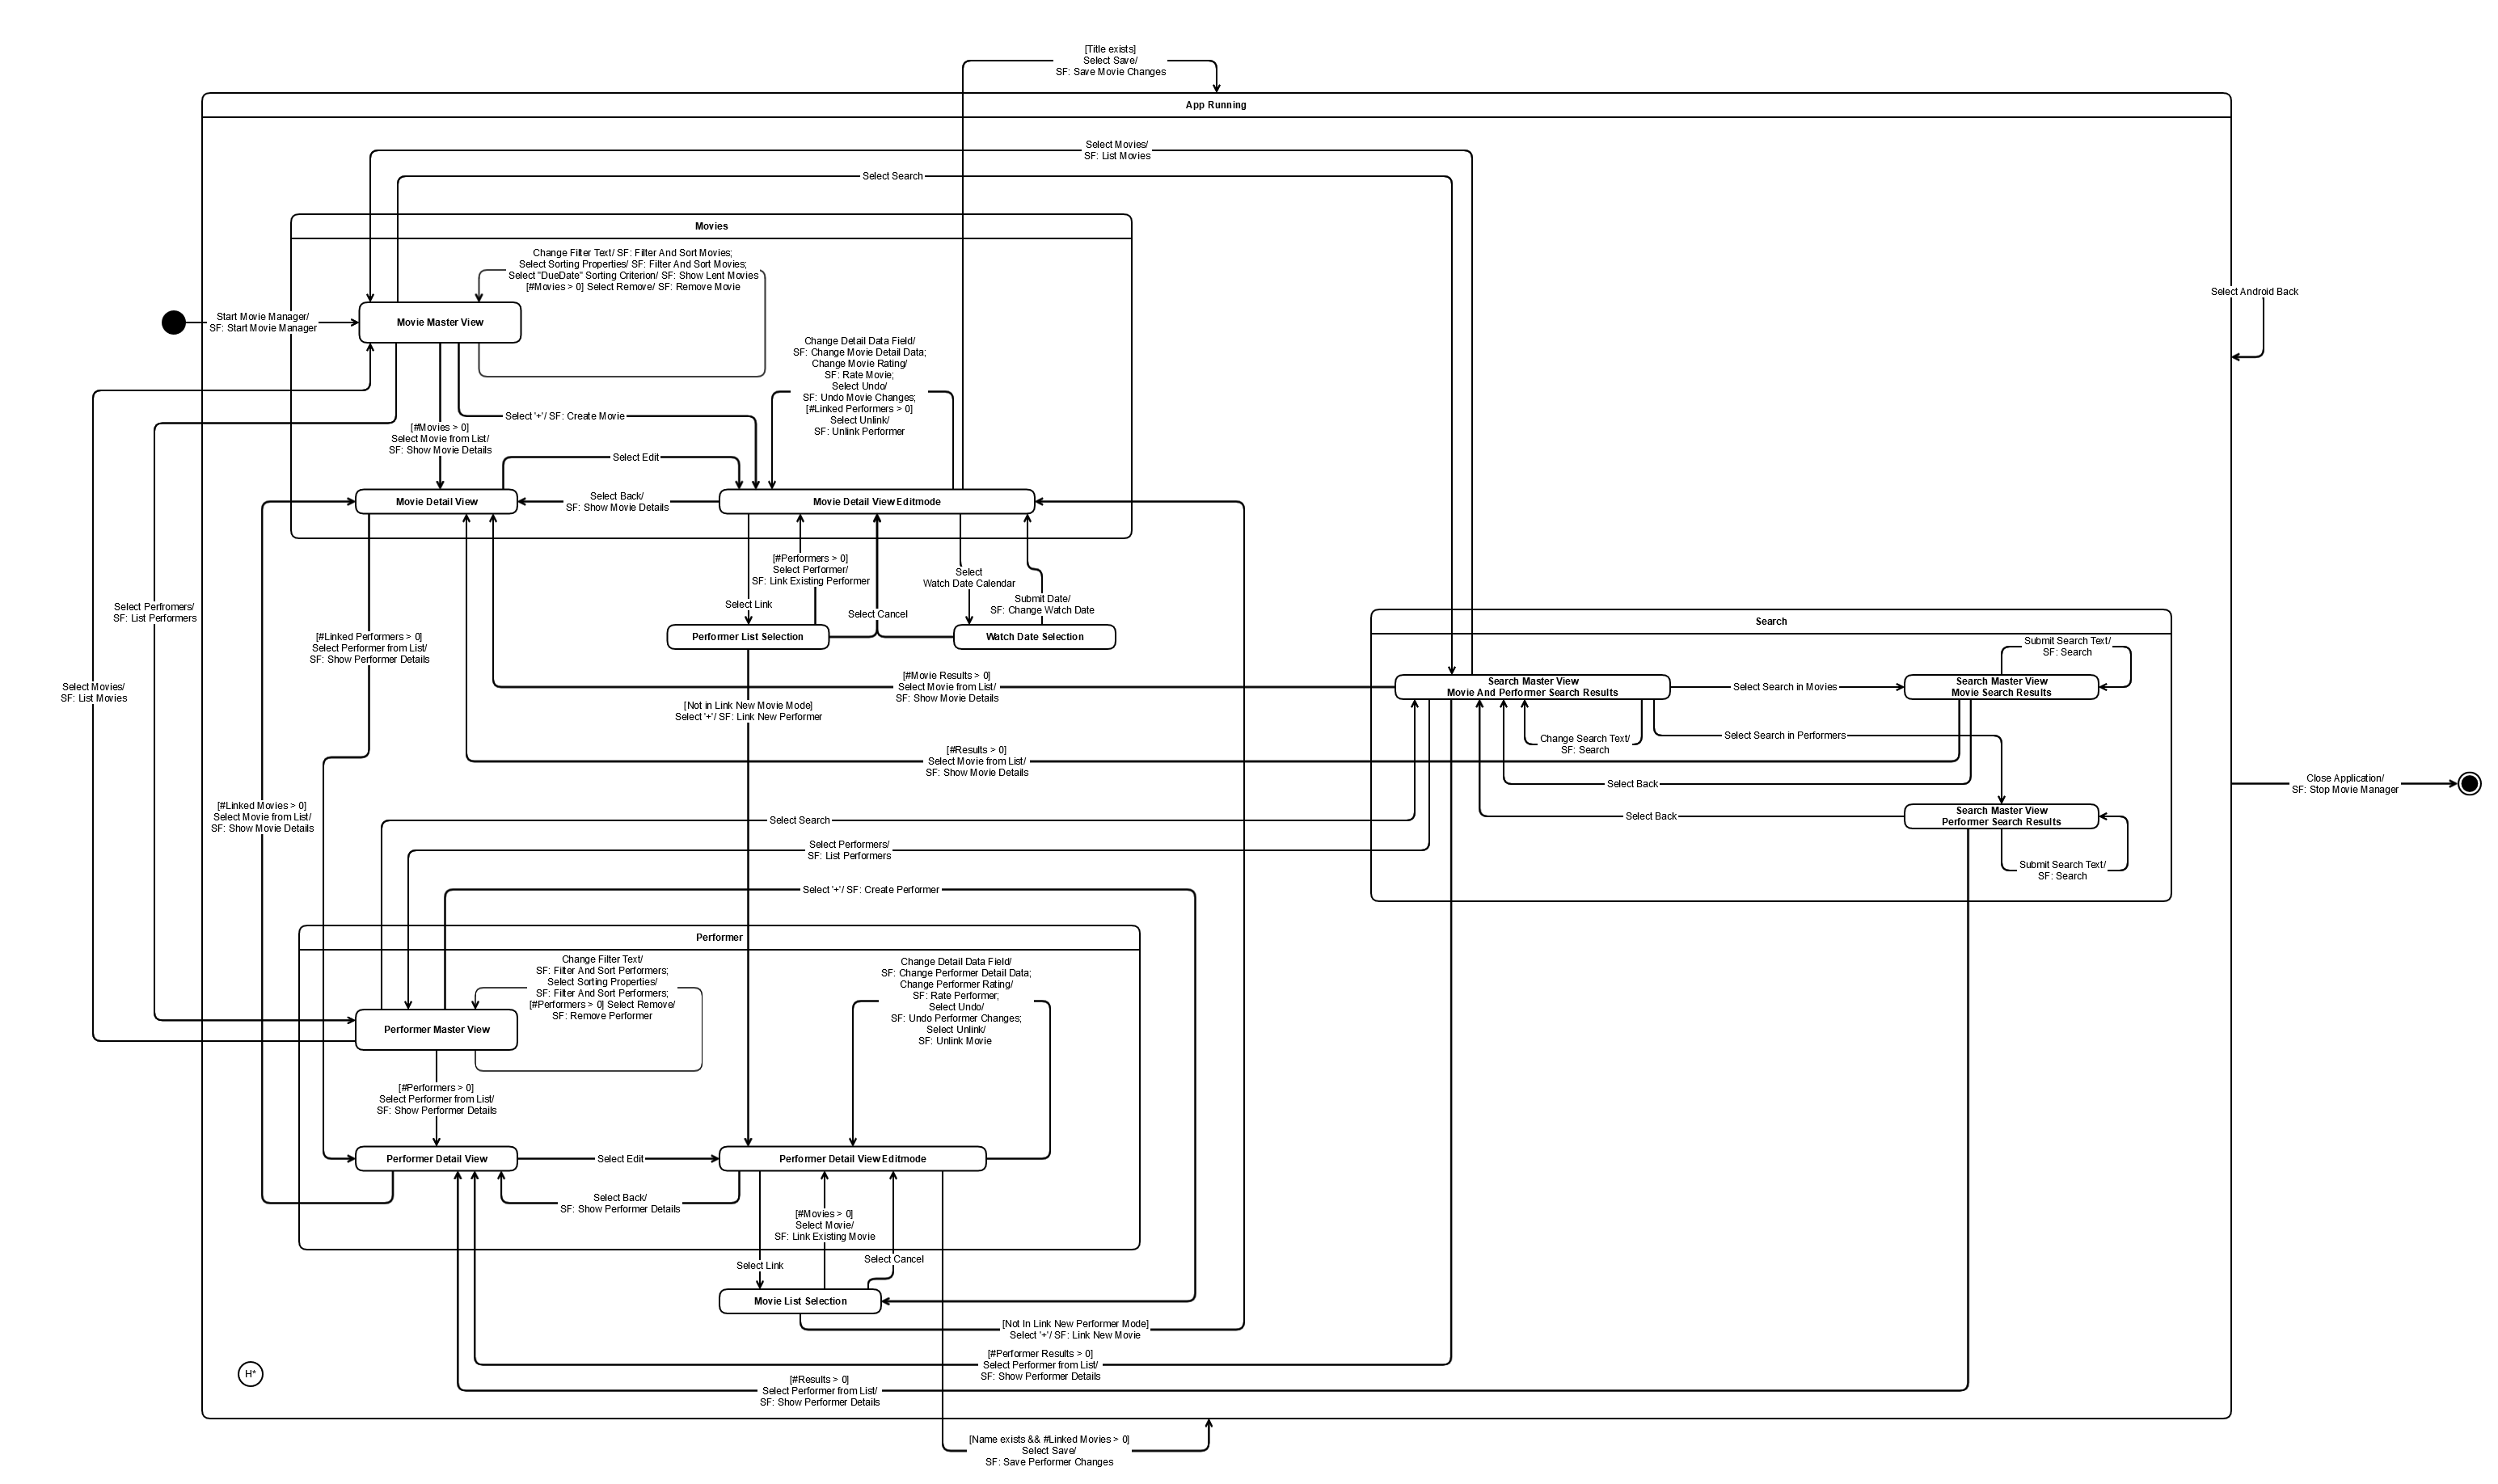 [Title exists]
Select Save/
SF: Save Movie Changes
App Running
Select Movies/
SF: List Movies
Select Search
Movies
Change Filter Text/ SF: Filter And Sort Movies;
Select Sorting Properties/ SF: Filter And Sort Movies;
Select "DueDate" Sorting Criterion/ SF: Show Lent Movies
[#Movies > 0] Select Remove/ SF: Remove Movie
Select Android Back
Start Movie Manager/
SF: Start Movie Manager
Movie Master View
Change Detail Data Field/
SF: Change Movie Detail Data;
Change Movie Rating/
SF: Rate Movie;
Select Undo/
SF: Undo Movie Changes;
[#Linked Performers > 0]
Select Unlink/
SF: Unlink Performer
Select '+'/ SF: Create Movie
[#Movies > 0]
Select Movie from List/
SF: Show Movie Details
Select Edit
Movie Detail View
Select Back/
SF: Show Movie Details
Movie Detail View Editmode
[#Performers > 0]
Select Performer/
SF: Link Existing Performer
Select
Watch Date Calendar
Select Link
Select Cancel
Submit Date/
SF: Change Watch Date
Select Perfromers/
SF: List Performers
[#Linked Performers > 0]
Select Performer from List/
SF: Show Performer Details
Performer List Selection
Watch Date Selection
Search
Submit Search Text/
SF: Search
Select Movies/
SF: List Movies
[#Movie Results > 0]
Select Movie from List/
SF: Show Movie Details
Search Master View
Movie And Performer Search Results
Select Search in Movies
Search Master View
Movie Search Results
[Not in Link New Movie Mode]
Select '+'/ SF: Link New Performer
Change Search Text/
SF: Search
Select Search in Performers
[#Results > 0]
Select Movie from List/
SF: Show Movie Details
Select Back
Close Application/
SF: Stop Movie Manager
[#Linked Movies > 0]
Select Movie from List/
SF: Show Movie Details
Select Search
Select Back
Search Master View
Performer Search Results
Select Performers/
SF: List Performers
Submit Search Text/
SF: Search
Select '+'/ SF: Create Performer
Performer
Change Filter Text/
SF: Filter And Sort Performers;
Select Sorting Properties/
SF: Filter And Sort Performers;
[#Performers > 0] Select Remove/
SF: Remove Performer
Change Detail Data Field/
SF: Change Performer Detail Data;
Change Performer Rating/
SF: Rate Performer;
Select Undo/
SF: Undo Performer Changes;
Select Unlink/
SF: Unlink Movie
Performer Master View
[#Performers > 0]
Select Performer from List/
SF: Show Performer Details
Performer Detail View
Select Edit
Performer Detail View Editmode
Select Back/
SF: Show Performer Details
[#Movies > 0]
Select Movie/
SF: Link Existing Movie
Select Link
Select Cancel
Movie List Selection
[Not In Link New Performer Mode]
Select '+'/ SF: Link New Movie
[#Performer Results > 0]
Select Performer from List/
SF: Show Performer Details
H*
[#Results > 0]
Select Performer from List/
SF: Show Performer Details
[Name exists && #Linked Movies > 0]
Select Save/
SF: Save Performer Changes